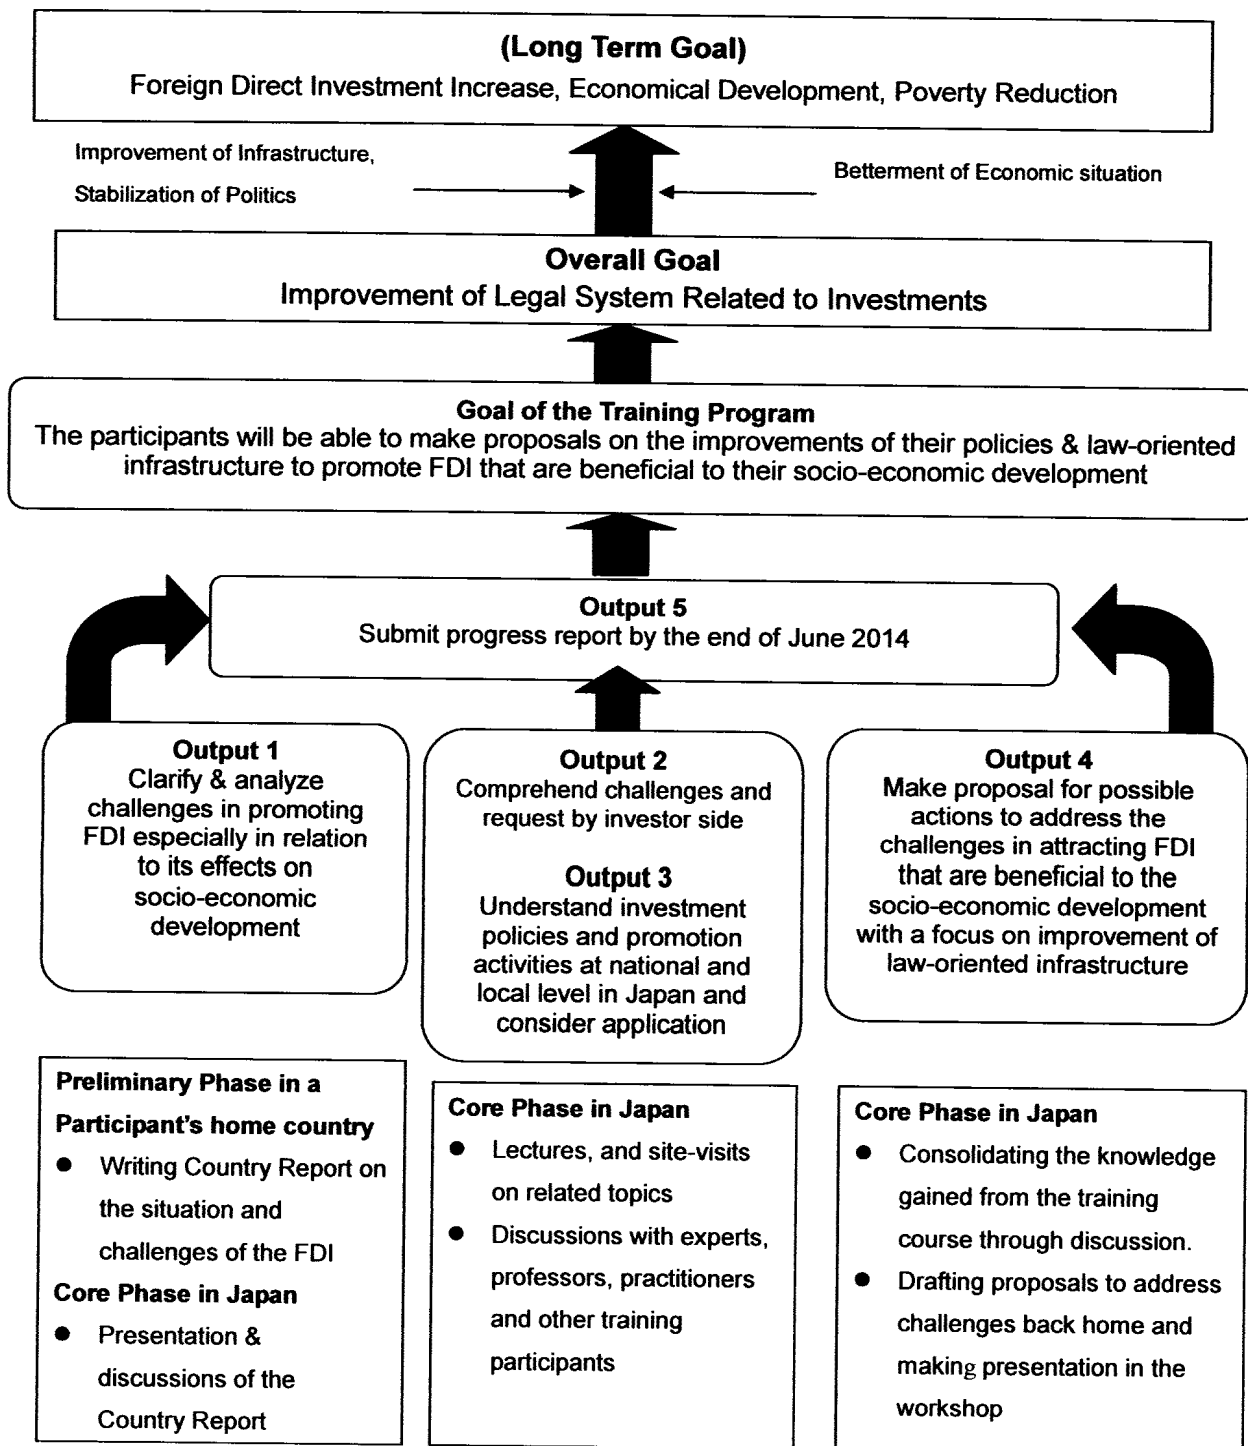 (Long Term Goal)
Foreign Direct Investment Increase, Economical Development, Poverty Reduction
Improvement of Infrastructure,
Stabilization of Politics
Betterment of Economic situation
Overall Goal
Improvement of Legal System Related to Investments
Goal of the Training Program
The participants will be able to make proposals on the improvements of their policies & law-oriented
infrastructure to promote FDI that are beneficial to their socio-economic development
Output 5
Submit progress report by the end of June 2014
Output 1
Clarify & analyze
challenges in promoting
FDI especially in relation
to its effects on
socio-economic
development
Output 2
Comprehend challenges and
request by investor side
Output 3
Understand investment
policies and promotion
activities at national and
local level in Japan and
consider application
Output 4
Make proposal for possible
actions to address the
challenges in attracting FDI
that are beneficial to the
socio-economic development
with a focus on improvement of
law-oriented infrastructure
Preliminary Phase in a
Participant's home country
● Writing Country Report on
the situation and
challenges of the FDI
Core Phase in Japan
● Presentation &
discussions of the
Country Report
Core Phase in Japan
● Lectures, and site-visits
on related topics
● Discussions with experts,
professors, practitioners
and other training
participants
Core Phase in Japan
● Consolidating the knowledge
gained from the training
course through discussion.
● Drafting proposals to address
challenges back home and
making presentation in the
workshop